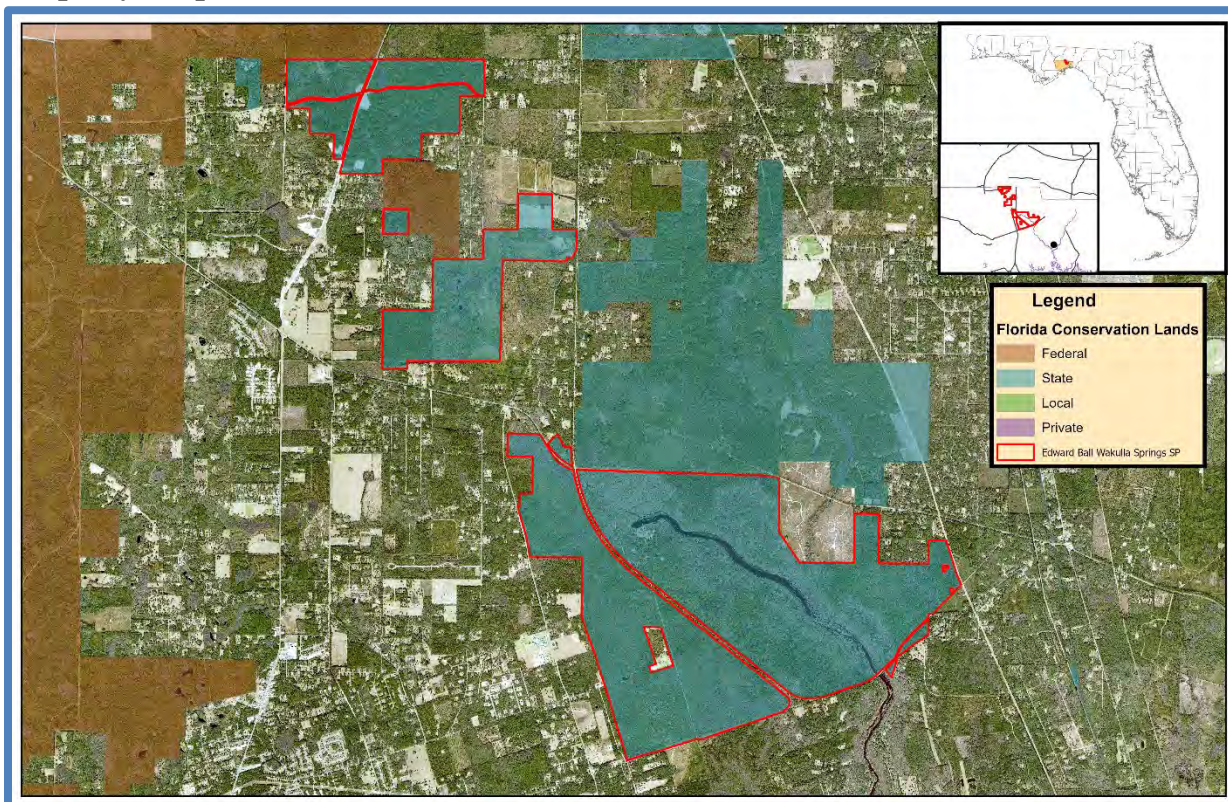 Legend
Florida Conservation Lands
Federal
State
Local
Private
Edward Ball Wakulla Springs SP